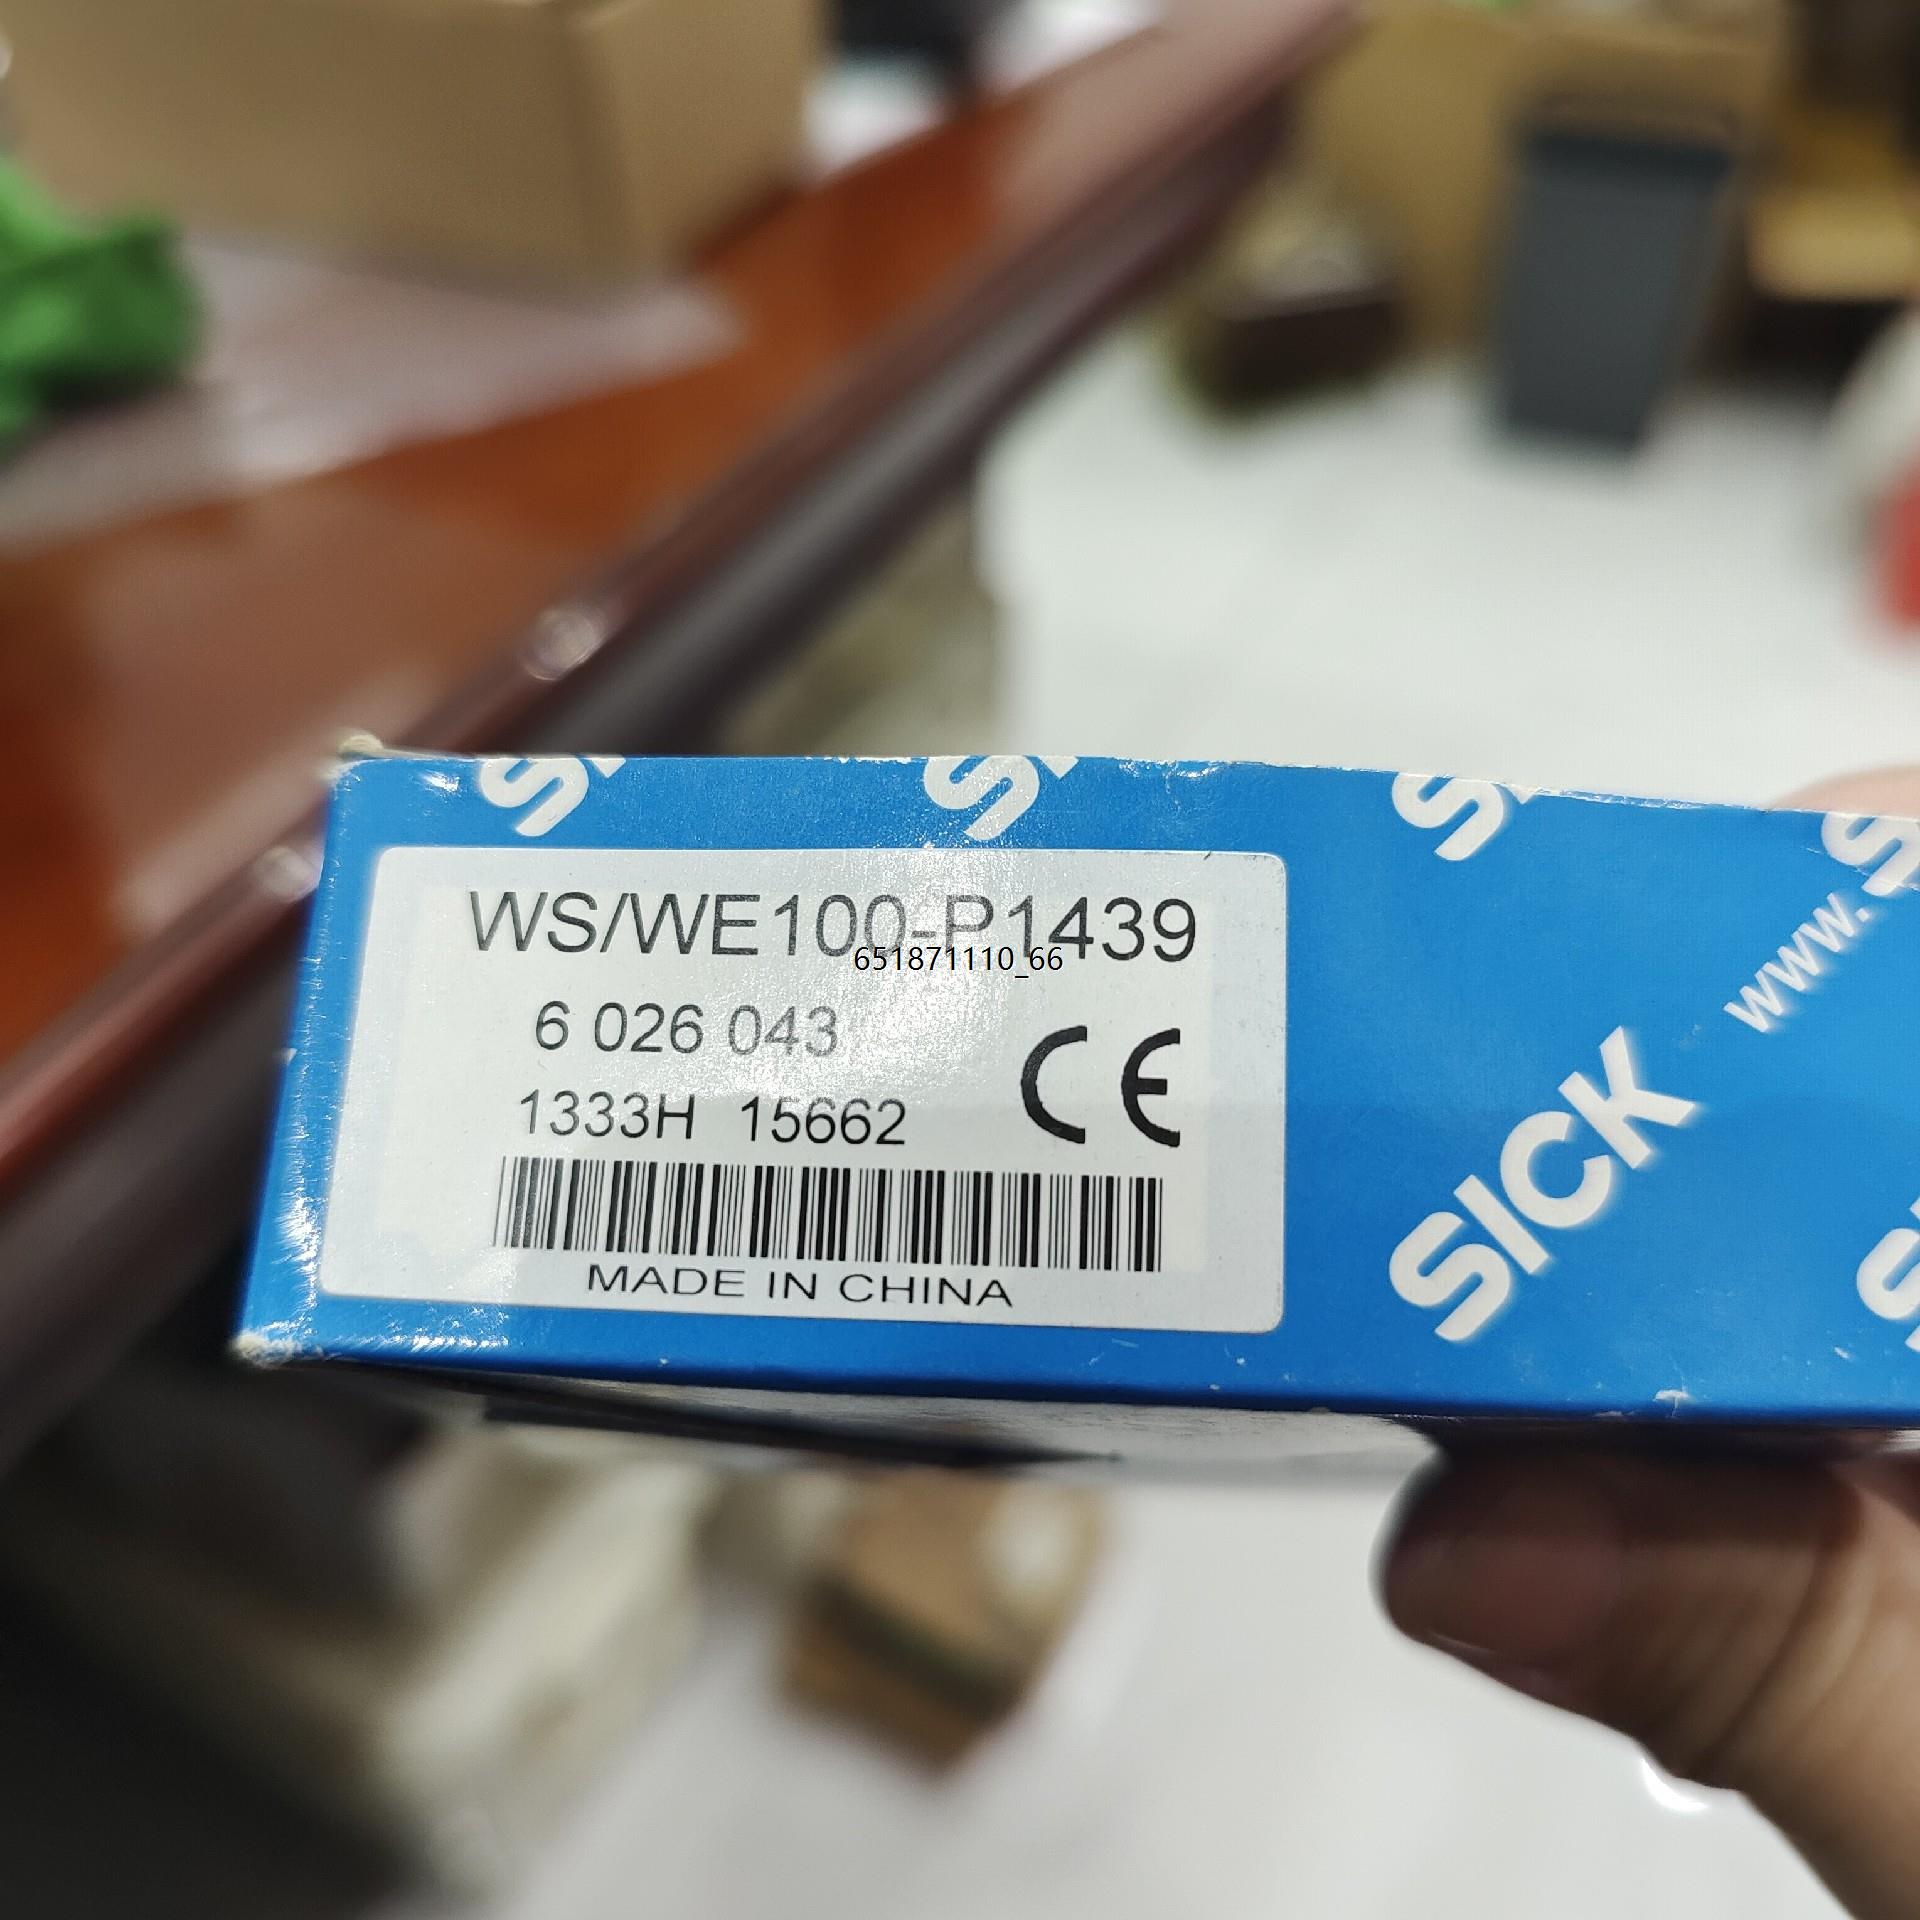 WS/WE100-P1439
651871110_66
6 026 043
1333H 15662
CE
MADE IN CHINA
SICK
www.